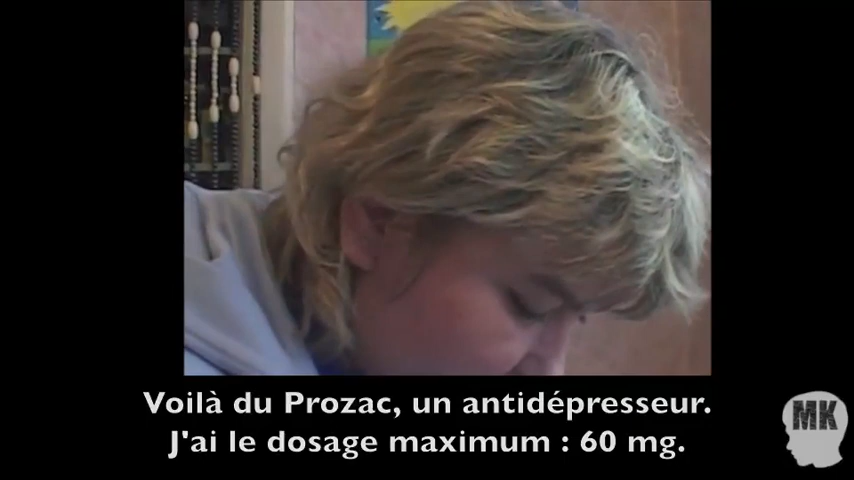 Voilà du Prozac, un antidépresseur.
J'ai le dosage maximum : 60 mg.
MK